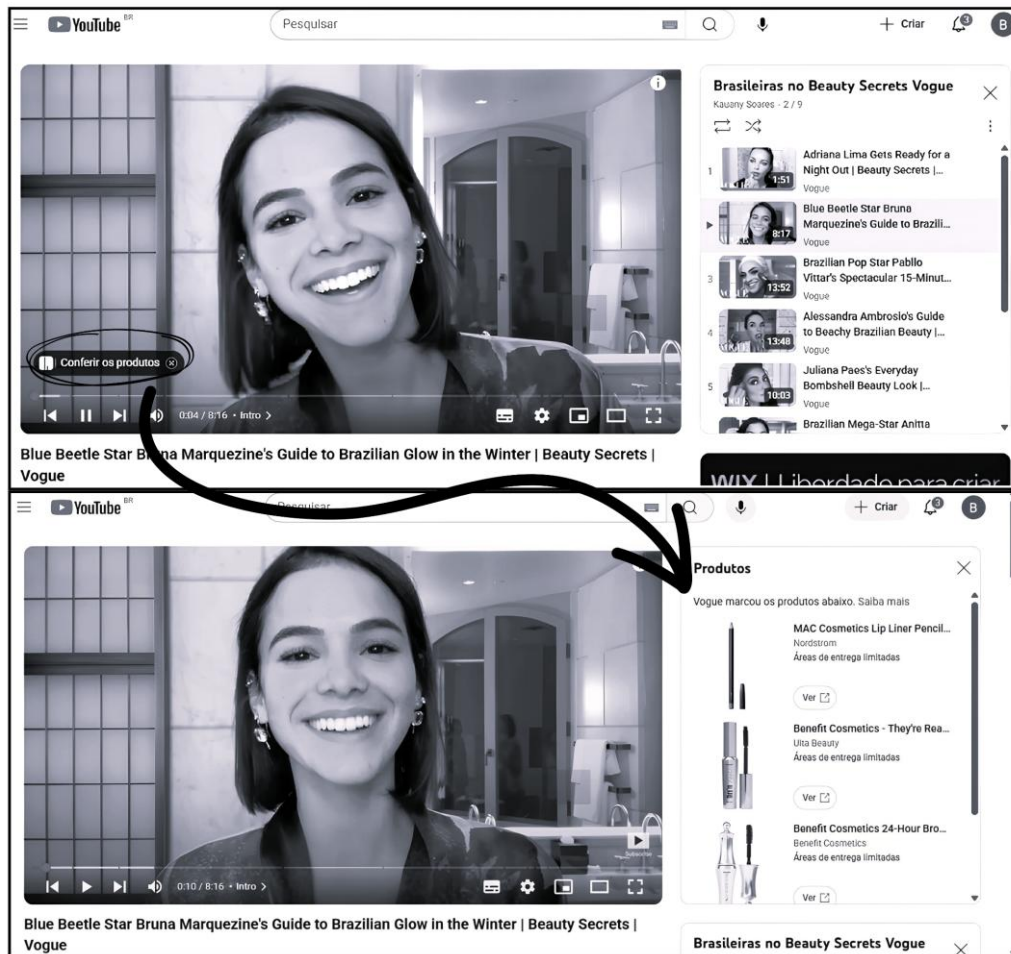 YouTube BR
Pesquisar
Criar
3
B
Conferir os produtos
0:04 / 8:16 • Intro >
Blue Beetle Star Bruna Marquezine's Guide to Brazilian Glow in the Winter | Beauty Secrets |
Vogue
Brasileiras no Beauty Secrets Vogue
Kauany Soares - 2 / 9
1
1:51
Adriana Lima Gets Ready for a
Night Out | Beauty Secrets |...
Vogue
8:17
Blue Beetle Star Bruna
Marquezine's Guide to Brazili...
Vogue
3
13:52
Brazilian Pop Star Pabllo
Vittar's Spectacular 15-Minut...
Vogue
4
13:48
Alessandra Ambrosio's Guide
to Beachy Brazilian Beauty |...
Vogue
5
10:03
Juliana Paes's Everyday
Bombshell Beauty Look |...
Vogue
Brazilian Mega-Star Anitta
WIX | Liberdade para criar
YouTube BR
Pesquisar
Criar
3
B
Subscribe
0:10 / 8:16 • Intro >
Blue Beetle Star Bruna Marquezine's Guide to Brazilian Glow in the Winter | Beauty Secrets |
Vogue
Produtos
Vogue marcou os produtos abaixo. Saiba mais
MAC Cosmetics Lip Liner Pencil...
Nordstrom
Áreas de entrega limitadas
Ver
Benefit Cosmetics - They're Rea...
Ulta Beauty
Áreas de entrega limitadas
Ver
Benefit Cosmetics 24-Hour Bro...
Benefit Cosmetics
Áreas de entrega limitadas
Ver
Brasileiras no Beauty Secrets Vogue